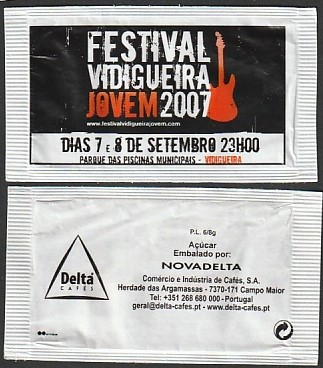 FESTIVAL
VIDIGUEIRA
JOVEM 2007
www.festivalvidigueirajovem.com
DIAS 7 E 8 DE SETEMBRO 23H00
PARQUE DAS PISCINAS MUNICIPAIS - VIDIGUEIRA
Delta
CAFÉS
P.L. 6/8g
Açúcar
Embalado por:
NOVADELTA
Comércio e Indústria de Cafés, S.A.
Herdade das Argamassas - 7370-171 Campo Maior
Tel: +351 268 680 000 - Portugal
geral@delta-cafes.pt - www.delta-cafes.pt